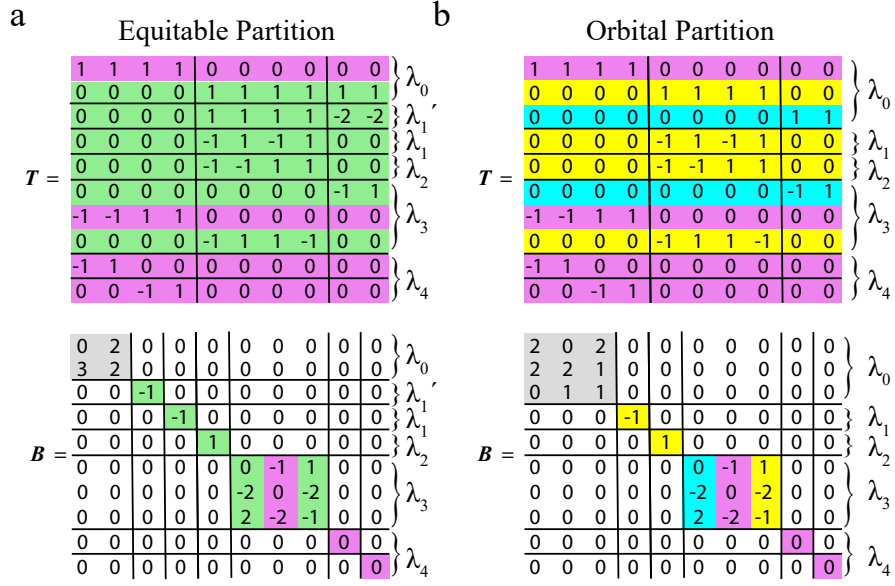 a
Equitable Partition
1 1 1 1 0 0 0 0 0 0
0 0 0 0 1 1 1 1 1 1
λ₀
0 0 0 0 1 1 1 1 -2 -2 λ₁′
0 0 0 0 -1 1 -1 1 0 0 λ₁
T = 0 0 0 0 -1 -1 1 1 0 0 λ₂
0 0 0 0 0 0 0 0 -1 1
-1 -1 1 1 0 0 0 0 0 0 λ₃
0 0 0 0 -1 1 1 -1 0 0
-1 1 0 0 0 0 0 0 0 0
0 0 -1 1 0 0 0 0 0 0
λ₄
0 2 0 0 0 0 0 0 0 0
3 2 0 0 0 0 0 0 0 0
λ₀
0 0 -1 0 0 0 0 0 0 0 λ₁′
0 0 0 -1 0 0 0 0 0 0 λ₁
B = 0 0 0 0 1 0 0 0 0 0 λ₂
0 0 0 0 0 0 -1 1 0 0
0 0 0 0 0 -2 0 -2 0 0 λ₃
0 0 0 0 0 2 -2 -1 0 0
0 0 0 0 0 0 0 0 0 0
0 0 0 0 0 0 0 0 0 0
λ₄
b
Orbital Partition
1 1 1 1 0 0 0 0 0 0
0 0 0 0 1 1 1 1 0 0 λ₀
0 0 0 0 0 0 0 0 1 1
0 0 0 0 -1 1 -1 1 0 0 λ₁
T = 0 0 0 0 -1 -1 1 1 0 0 λ₂
0 0 0 0 0 0 0 0 -1 1
-1 -1 1 1 0 0 0 0 0 0 λ₃
0 0 0 0 -1 1 1 -1 0 0
-1 1 0 0 0 0 0 0 0 0
0 0 -1 1 0 0 0 0 0 0
λ₄
2 0 2 0 0 0 0 0 0 0
2 2 1 0 0 0 0 0 0 0 λ₀
0 1 1 0 0 0 0 0 0 0
0 0 0 -1 0 0 0 0 0 0 λ₁
B = 0 0 0 0 1 0 0 0 0 0 λ₂
0 0 0 0 0 0 -1 1 0 0
0 0 0 0 0 -2 0 -2 0 0 λ₃
0 0 0 0 0 2 -2 -1 0 0
0 0 0 0 0 0 0 0 0 0
0 0 0 0 0 0 0 0 0 0
λ₄